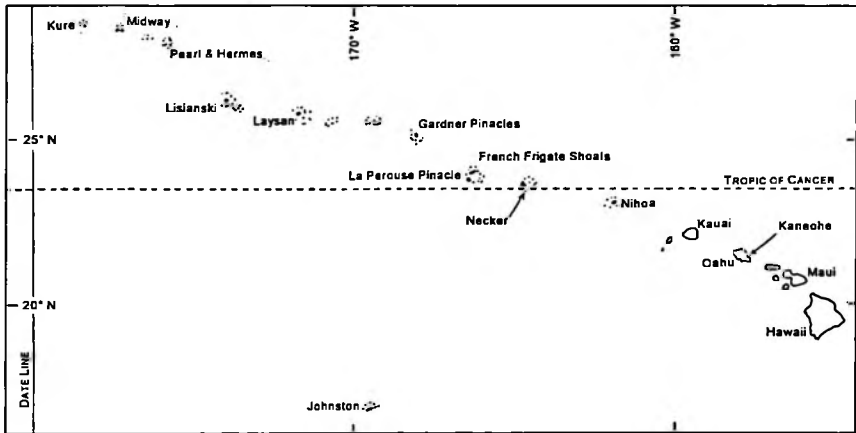 Kure
Midway
Pearl & Hermes
170° W
160° W
Lisianski
Laysan
Gardner Pinnacles
25° N
French Frigate Shoals
La Perouse Pinacle
TROPIC OF CANCER
Necker
Nihoa
Kauai
Kaneohe
Oahu
Maui
20° N
Hawaii
DATE LINE
Johnston